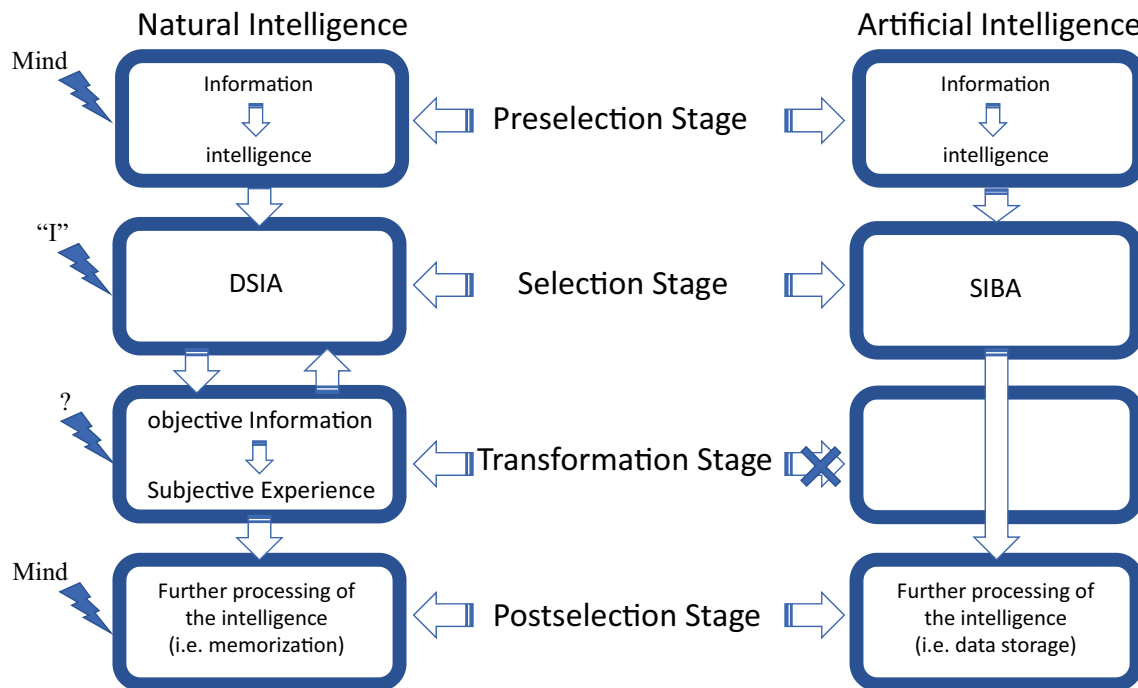 Natural Intelligence
Artificial Intelligence
Mind
Information
intelligence
Preselection Stage
Information
intelligence
“I”
DSIA
Selection Stage
SIBA
?
objective Information
Subjective Experience
Transformation Stage
Mind
Further processing of
the intelligence
(i.e. memorization)
Postselection Stage
Further processing of
the intelligence
(i.e. data storage)